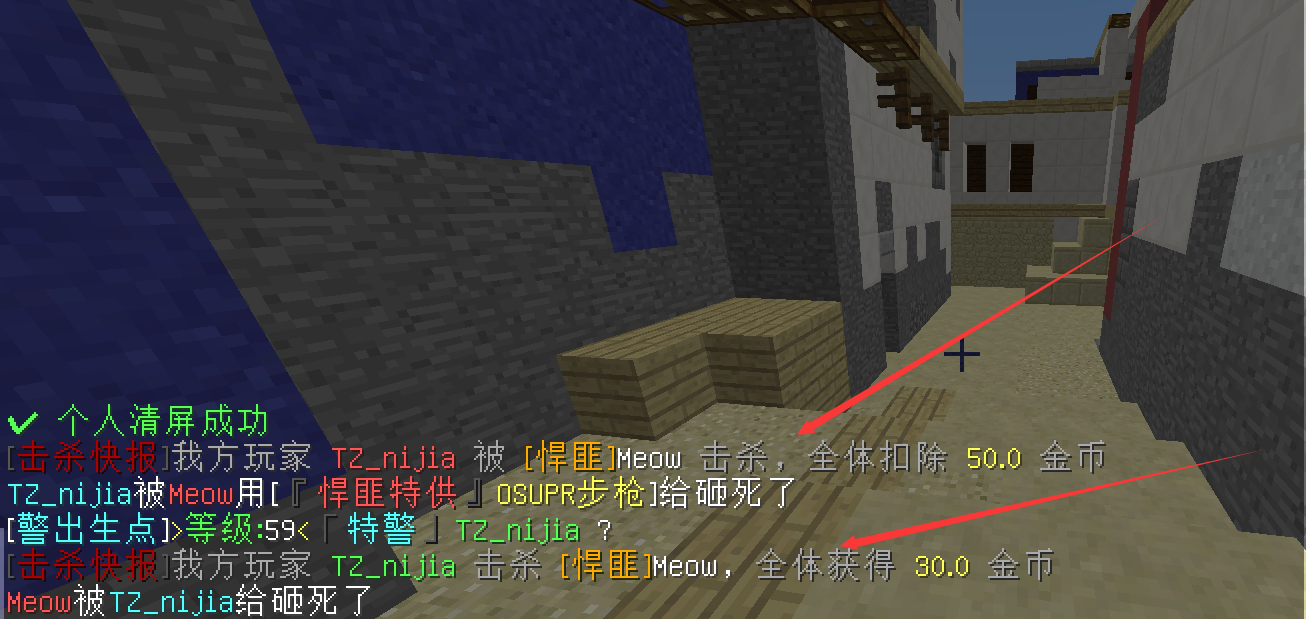 ✔ 个人清屏成功
[击杀快报]我方玩家 TZ_nijia 被 [悍匪]Meow 击杀, 全体扣除 50.0 金币
TZ_nijia被Meow用[『悍匪特供』OSUPR步枪]给砸死了
[警出生点]>等级:59<「特警」TZ_nijia ?
[击杀快报]我方玩家 TZ_nijia 击杀 [悍匪]Meow, 全体获得 30.0 金币
Meow被TZ_nijia给砸死了